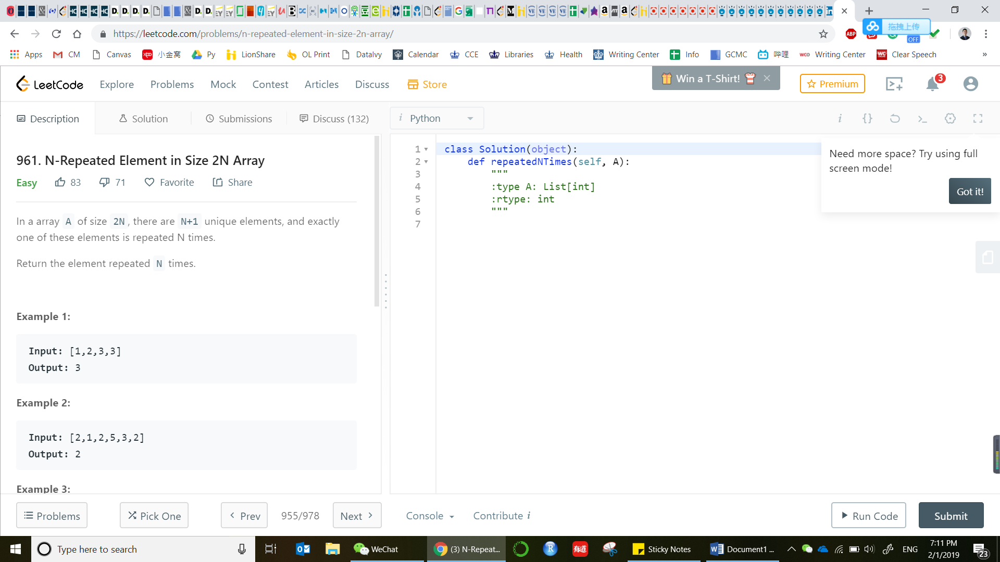 拖拽上传
https://leetcode.com/problems/n-repeated-element-in-size-2n-array/
ABP
OFF
Apps CM Canvas 小金窝 Py LionShare OL Print DataIvy Calendar CCE Libraries Health Writing Center Info GCMC 哔哩 WCO Writing Center WC Clear Speech »
LeetCode Explore Problems Mock Contest Articles Discuss Store Win a T-Shirt! Premium 3
Description Solution Submissions Discuss (132)
i Python
961. N-Repeated Element in Size 2N Array
Easy 83 71 Favorite Share
In a array A of size 2N, there are N+1 unique elements, and exactly
one of these elements is repeated N times.
Return the element repeated N times.
Example 1:
Input: [1,2,3,3]
Output: 3
Example 2:
Input: [2,1,2,5,3,2]
Output: 2
Example 3:
1 class Solution(object):
2 def repeatedNTimes(self, A):
3 """
4 :type A: List[int]
5 :rtype: int
6 """
7
Need more space? Try using full
screen mode!
Got it!
Problems Pick One Prev 955/978 Next Console Contribute i Run Code Submit
Type here to search WeChat (3) N-Repeat... R 有道 Sticky Notes Document1 ... ENG
7:11 PM
2/1/2019
23